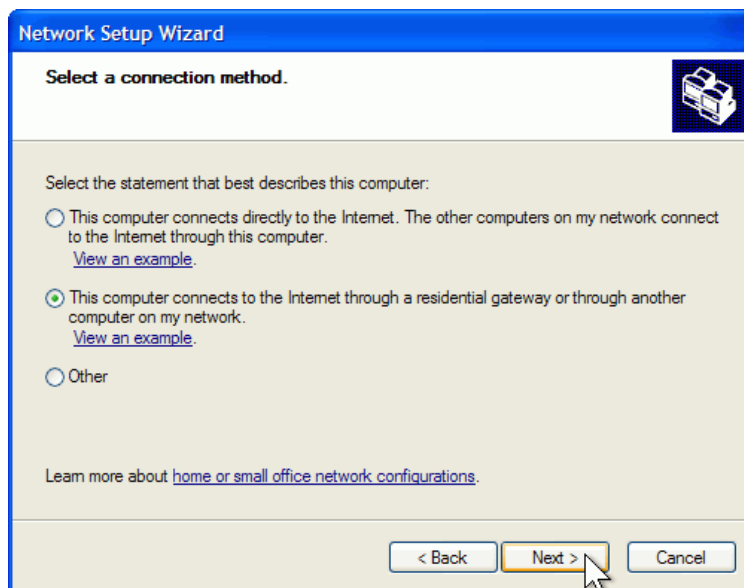 Network Setup Wizard
Select a connection method.
Select the statement that best describes this computer:
This computer connects directly to the Internet. The other computers on my network connect
to the Internet through this computer.
View an example.
This computer connects to the Internet through a residential gateway or through another
computer on my network.
View an example.
Other
Learn more about home or small office network configurations.
< Back Next > Cancel